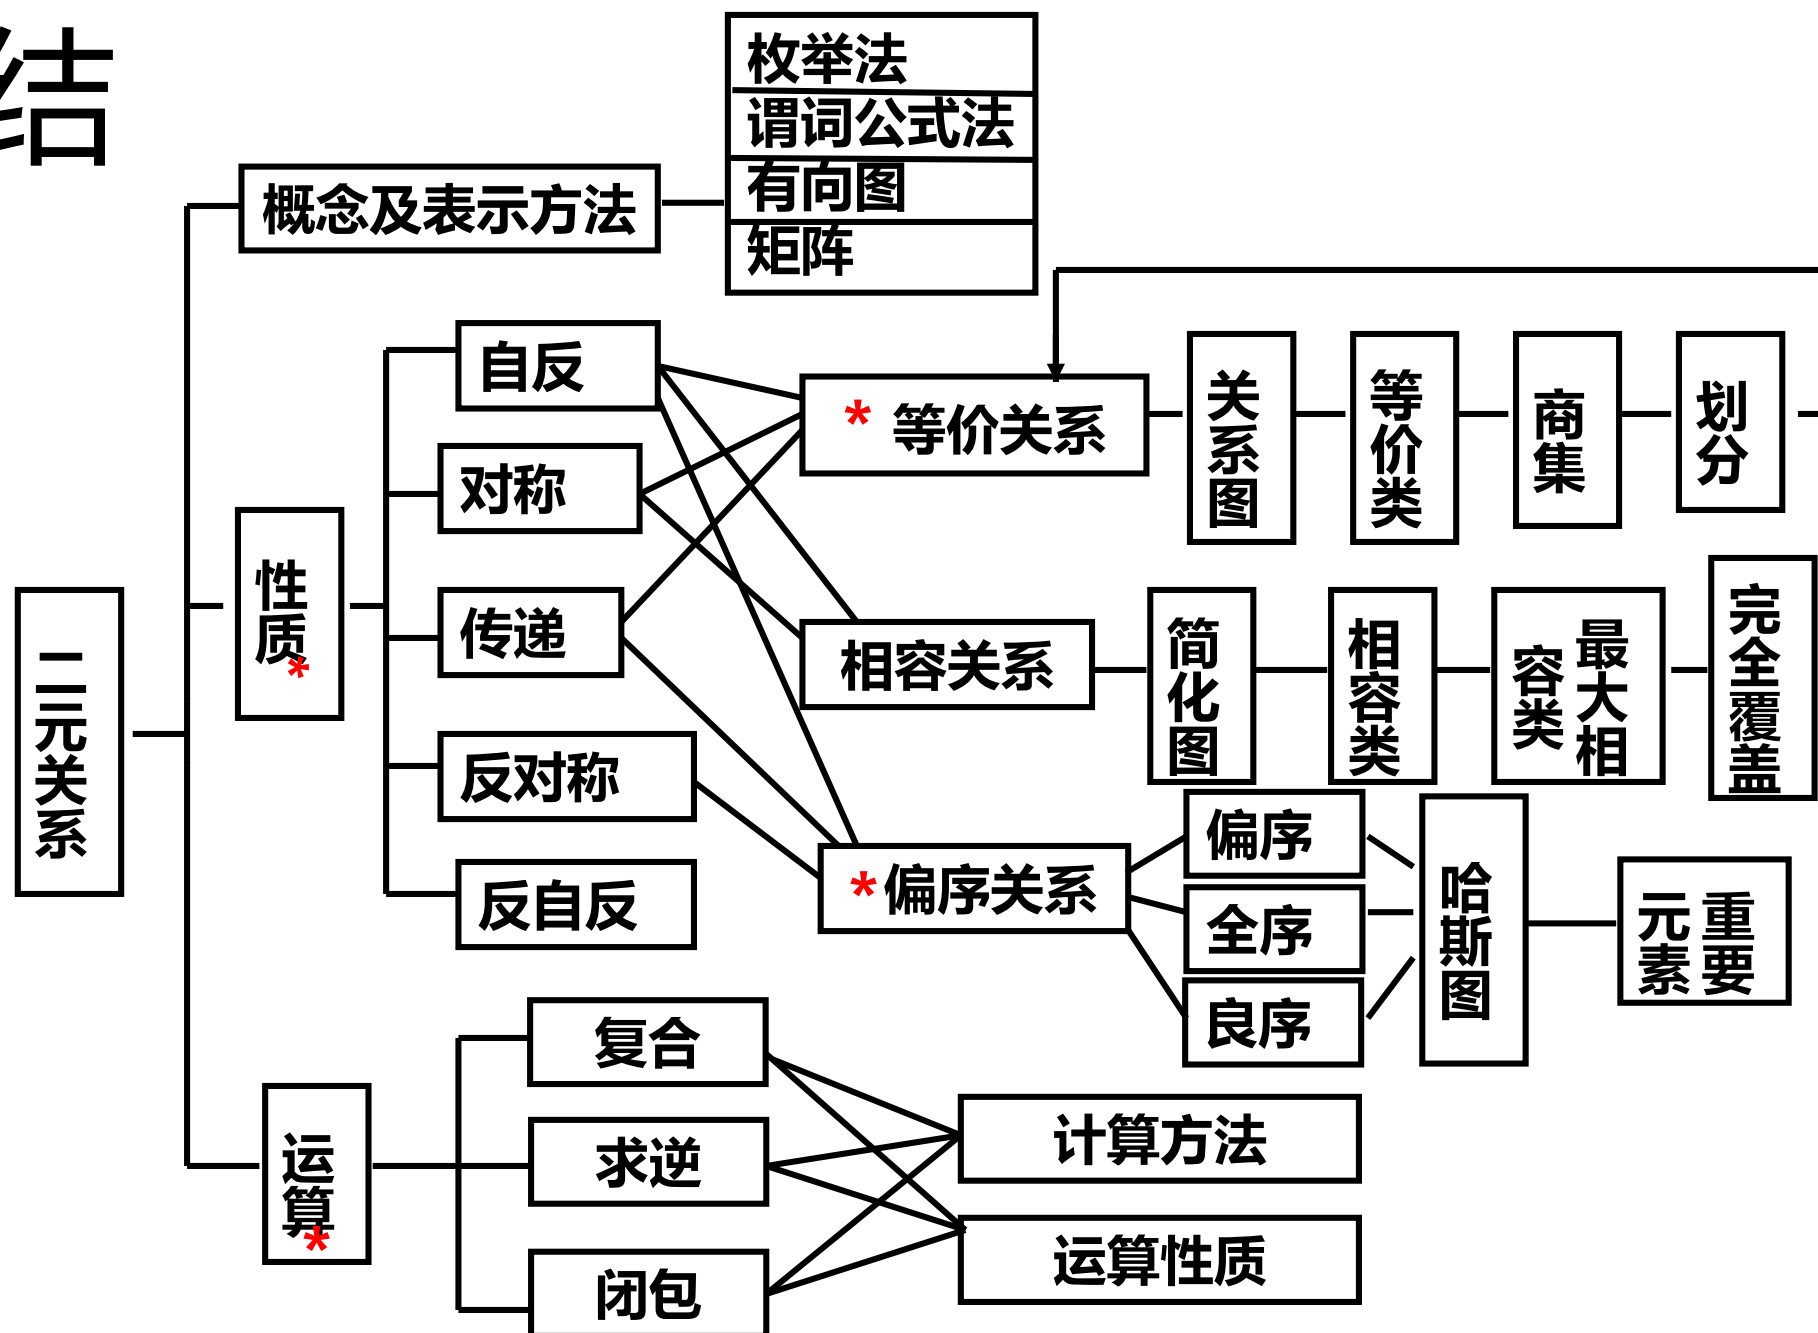 结
枚举法
谓词公式法
有向图
矩阵
概念及表示方法
自反
对称
传递
反对称
反自反
性质*
二元关系
* 等价关系
关系图
等价类
商集
划分
相容关系
简化图
相容类
最大相容类
完全覆盖
*偏序关系
偏序
全序
良序
哈斯图
重要元素
运算*
复合
求逆
闭包
计算方法
运算性质